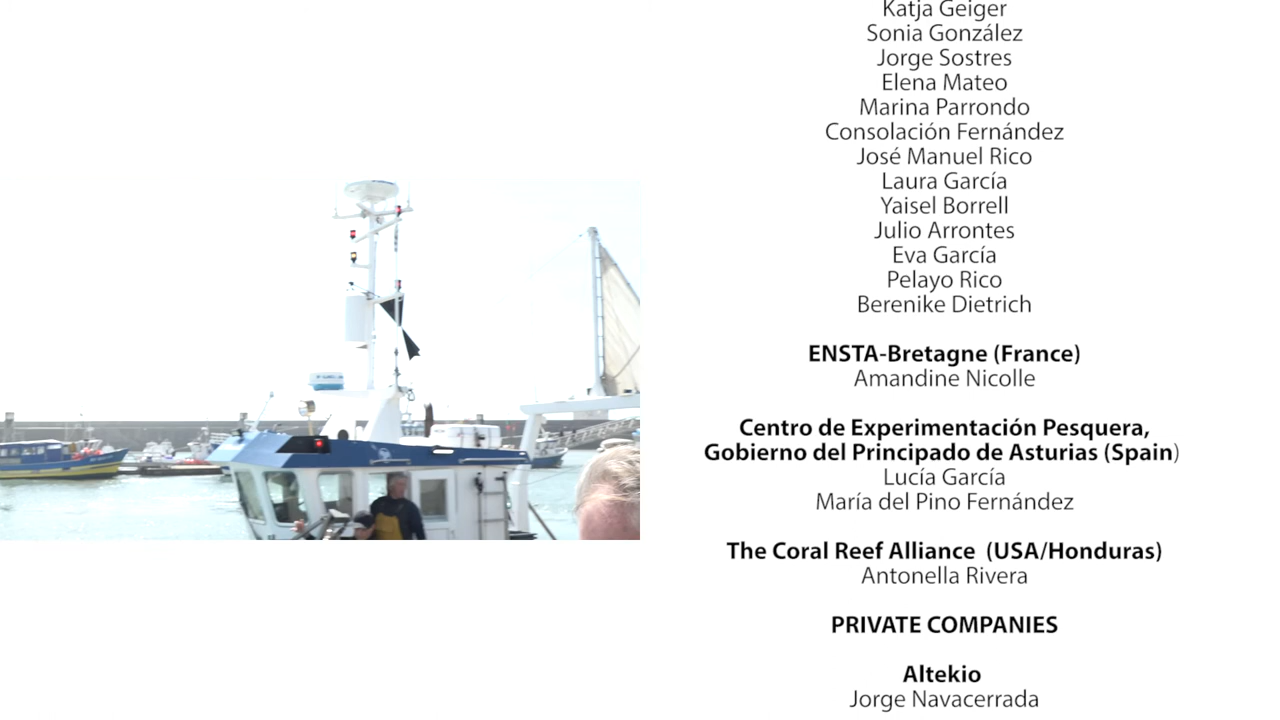 Katja Geiger
Sonia González
Jorge Sostres
Elena Mateo
Marina Parrondo
Consolación Fernández
José Manuel Rico
Laura García
Yaisel Borrell
Julio Arrontes
Eva García
Pelayo Rico
Berenike Dietrich
ENSTA-Bretagne (France)
Amandine Nicolle
Centro de Experimentación Pesquera,
Gobierno del Principado de Asturias (Spain)
Lucía García
María del Pino Fernández
The Coral Reef Alliance (USA/Honduras)
Antonella Rivera
PRIVATE COMPANIES
Altekio
Jorge Navacerrada